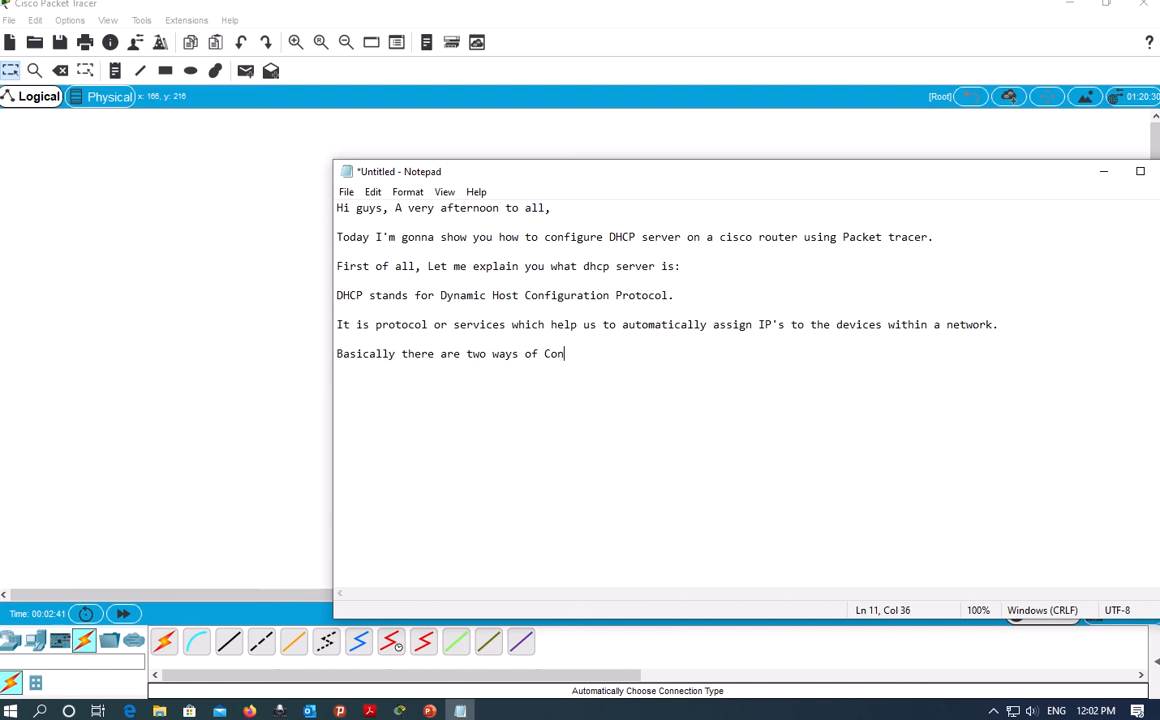 Cisco Packet Tracer
File Edit Options View Tools Extensions Help
?
Logical Physical x: 166, y: 216 [Root] 01:20:30
*Untitled - Notepad
File Edit Format View Help
Hi guys, A very afternoon to all,
Today I'm gonna show you how to configure DHCP server on a cisco router using Packet tracer.
First of all, Let me explain you what dhcp server is:
DHCP stands for Dynamic Host Configuration Protocol.
It is protocol or services which help us to automatically assign IP's to the devices within a network.
Basically there are two ways of Con
Ln 11, Col 36 100% Windows (CRLF) UTF-8
Time: 00:02:41
Automatically Choose Connection Type
ENG 12:02 PM